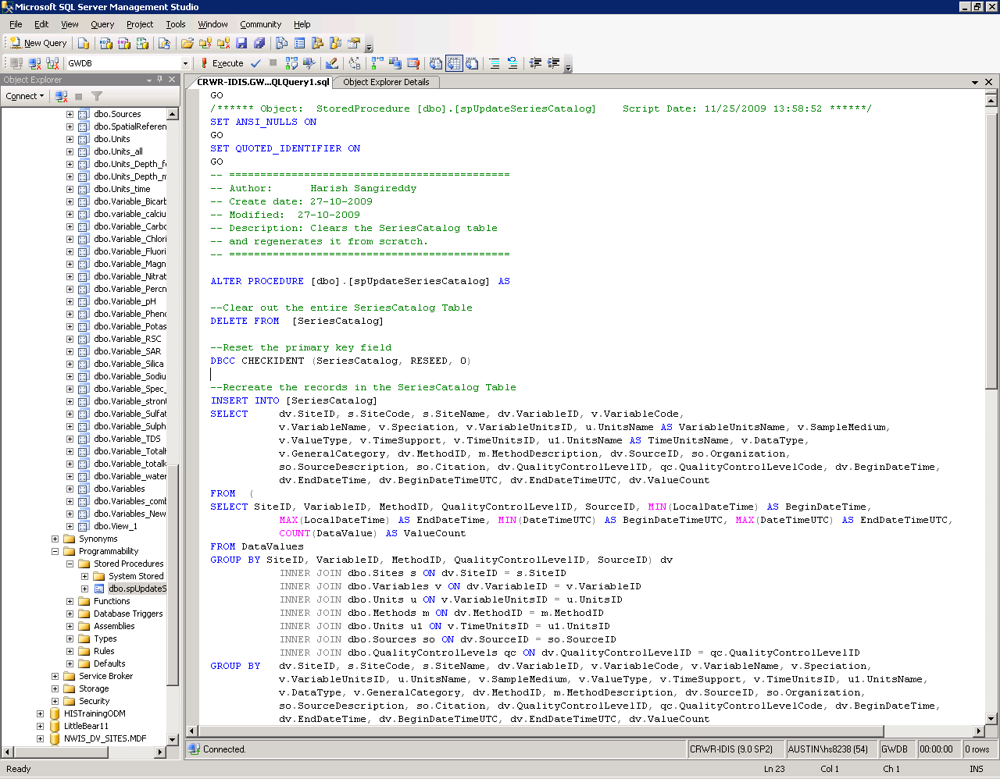 Microsoft SQL Server Management Studio
File Edit View Query Project Tools Window Community Help
New Query
GWDB Execute
Object Explorer
Connect
dbo.Sources
dbo.SpatialReferen
dbo.Units
dbo.Units_all
dbo.Units_Depth_f
dbo.Units_Depth_m
dbo.Units_time
dbo.Variable_Bicarb
dbo.variable_calciu
dbo.Variable_Carbo
dbo.Variable_Chlori
dbo.Variable_Fluori
dbo.Variable_Magn
dbo.Variable_Nitrat
dbo.Variable_Percn
dbo.Variable_pH
dbo.Variable_Pheno
dbo.Variable_Potas
dbo.Variable_RSC
dbo.Variable_SAR
dbo.Variable_Silica
dbo.Variable_Sodiu
dbo.Variable_Spec_
dbo.Variable_stront
dbo.Variable_Sulfat
dbo.Variable_Sulph
dbo.Variable_TDS
dbo.Variable_Totall
dbo.Variable_totalk
dbo.Variable_water
dbo.Variables
dbo.Variables_comb
dbo.Variables_New
dbo.View_1
Synonyms
Programmability
Stored Procedures
System Stored
dbo.spUpdateS
Functions
Database Triggers
Assemblies
Types
Rules
Defaults
Service Broker
Storage
Security
HISTrainingODM
LittleBear11
NWIS_DV_SITES.MDF
CRWR-IDIS.GW...QLQuery1.sql Object Explorer Details
GO
/****** Object:  StoredProcedure [dbo].[spUpdateSeriesCatalog]    Script Date: 11/25/2009 13:58:52 ******/
SET ANSI_NULLS ON
GO
SET QUOTED_IDENTIFIER ON
GO
-- =============================================
-- Author:      Harish Sangireddy
-- Create date: 27-10-2009
-- Modified:  27-10-2009
-- Description: Clears the SeriesCatalog table
-- and regenerates it from scratch.
-- =============================================
ALTER PROCEDURE [dbo].[spUpdateSeriesCatalog] AS
--Clear out the entire SeriesCatalog Table
DELETE FROM  [SeriesCatalog]
--Reset the primary key field
DBCC CHECKIDENT (SeriesCatalog, RESEED, 0)
--Recreate the records in the SeriesCatalog Table
INSERT INTO [SeriesCatalog]
SELECT     dv.SiteID, s.SiteCode, s.SiteName, dv.VariableID, v.VariableCode,
v.VariableName, v.Speciation, v.VariableUnitsID, u.UnitsName AS VariableUnitsName, v.SampleMedium,
v.ValueType, v.TimeSupport, v.TimeUnitsID, u1.UnitsName AS TimeUnitsName, v.DataType,
v.GeneralCategory, dv.MethodID, m.MethodDescription, dv.SourceID, so.Organization,
so.SourceDescription, so.Citation, dv.QualityControlLevelID, qc.QualityControlLevelCode, dv.BeginDateTime,
dv.EndDateTime, dv.BeginDateTimeUTC, dv.EndDateTimeUTC, dv.ValueCount
FROM  (
SELECT SiteID, VariableID, MethodID, QualityControlLevelID, SourceID, MIN(LocalDateTime) AS BeginDateTime,
MAX(LocalDateTime) AS EndDateTime, MIN(DateTimeUTC) AS BeginDateTimeUTC, MAX(DateTimeUTC) AS EndDateTimeUTC,
COUNT(DataValue) AS ValueCount
FROM DataValues
GROUP BY SiteID, VariableID, MethodID, QualityControlLevelID, SourceID) dv
INNER JOIN dbo.Sites s ON dv.SiteID = s.SiteID
INNER JOIN dbo.Variables v ON dv.VariableID = v.VariableID
INNER JOIN dbo.Units u ON v.VariableUnitsID = u.UnitsID
INNER JOIN dbo.Methods m ON dv.MethodID = m.MethodID
INNER JOIN dbo.Units u1 ON v.TimeUnitsID = u1.UnitsID
INNER JOIN dbo.Sources so ON dv.SourceID = so.SourceID
INNER JOIN dbo.QualityControlLevels qc ON dv.QualityControlLevelID = qc.QualityControlLevelID
GROUP BY   dv.SiteID, s.SiteCode, s.SiteName, dv.VariableID, v.VariableCode, v.VariableName, v.Speciation,
v.VariableUnitsID, u.UnitsName, v.SampleMedium, v.ValueType, v.TimeSupport, v.TimeUnitsID, u1.UnitsName,
v.DataType, v.GeneralCategory, dv.MethodID, m.MethodDescription, dv.SourceID, so.Organization,
so.SourceDescription, so.Citation, dv.QualityControlLevelID, qc.QualityControlLevelCode, dv.BeginDateTime,
dv.EndDateTime, dv.BeginDateTimeUTC, dv.EndDateTimeUTC, dv.ValueCount
Connected. CRWR-IDIS (9.0 SP2) AUSTIN\hs8238 (54) GWDB 00:00:00 0 rows
Ready Ln 23 Col 1 Ch 1 INS